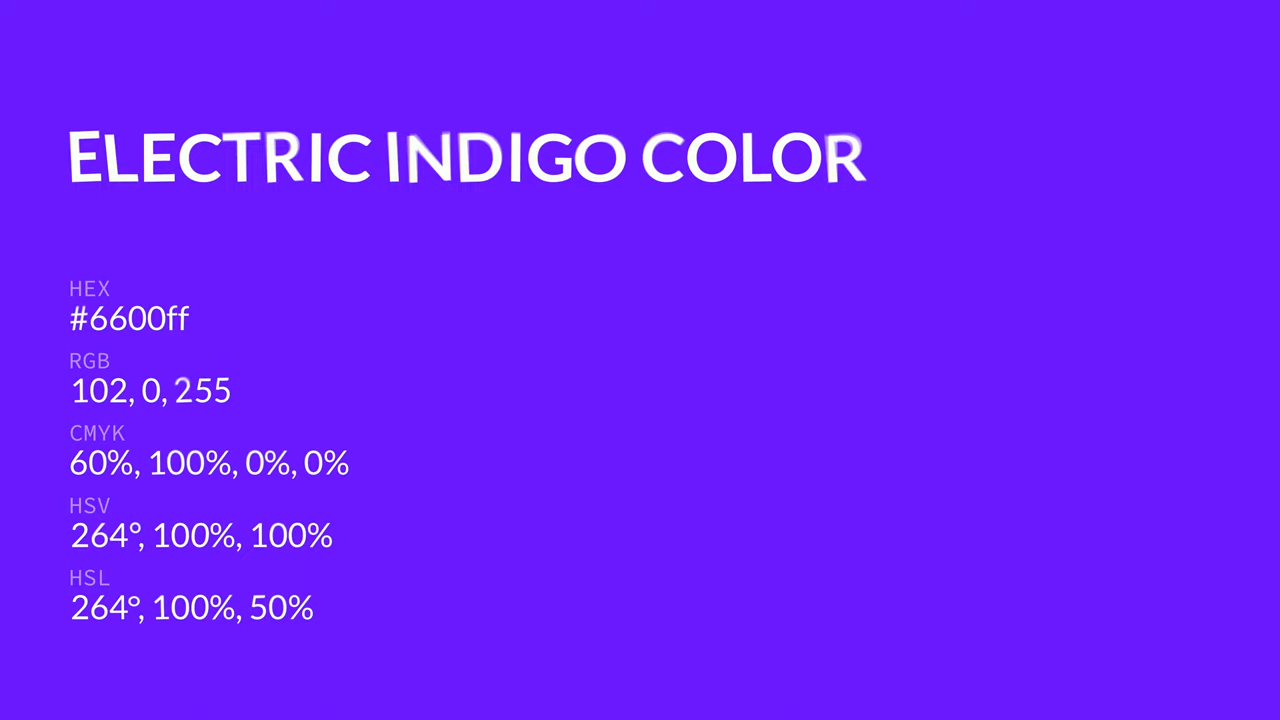 ELECTRIC INDIGO COLOR
HEX
#6600ff
RGB
102, 0, 255
CMYK
60%, 100%, 0%, 0%
HSV
264°, 100%, 100%
HSL
264°, 100%, 50%